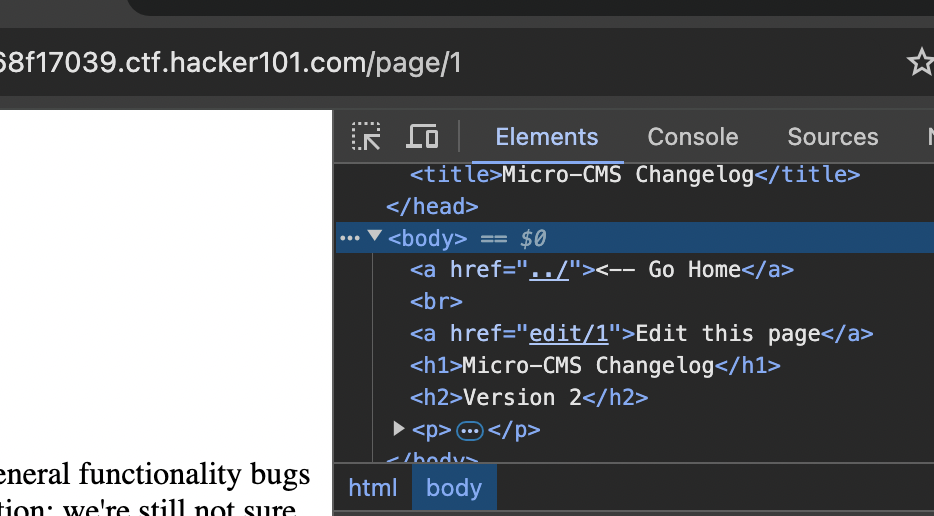 68f17039.ctf.hacker101.com/page/1
Elements Console Sources
<title>Micro-CMS Changelog</title>
</head>
<body> == $0
<a href="../"><-- Go Home</a>
<br>
<a href="edit/1">Edit this page</a>
<h1>Micro-CMS Changelog</h1>
<h2>Version 2</h2>
<p>…</p>
</body>
eneral functionality bugs
tion: we're still not sure
html body